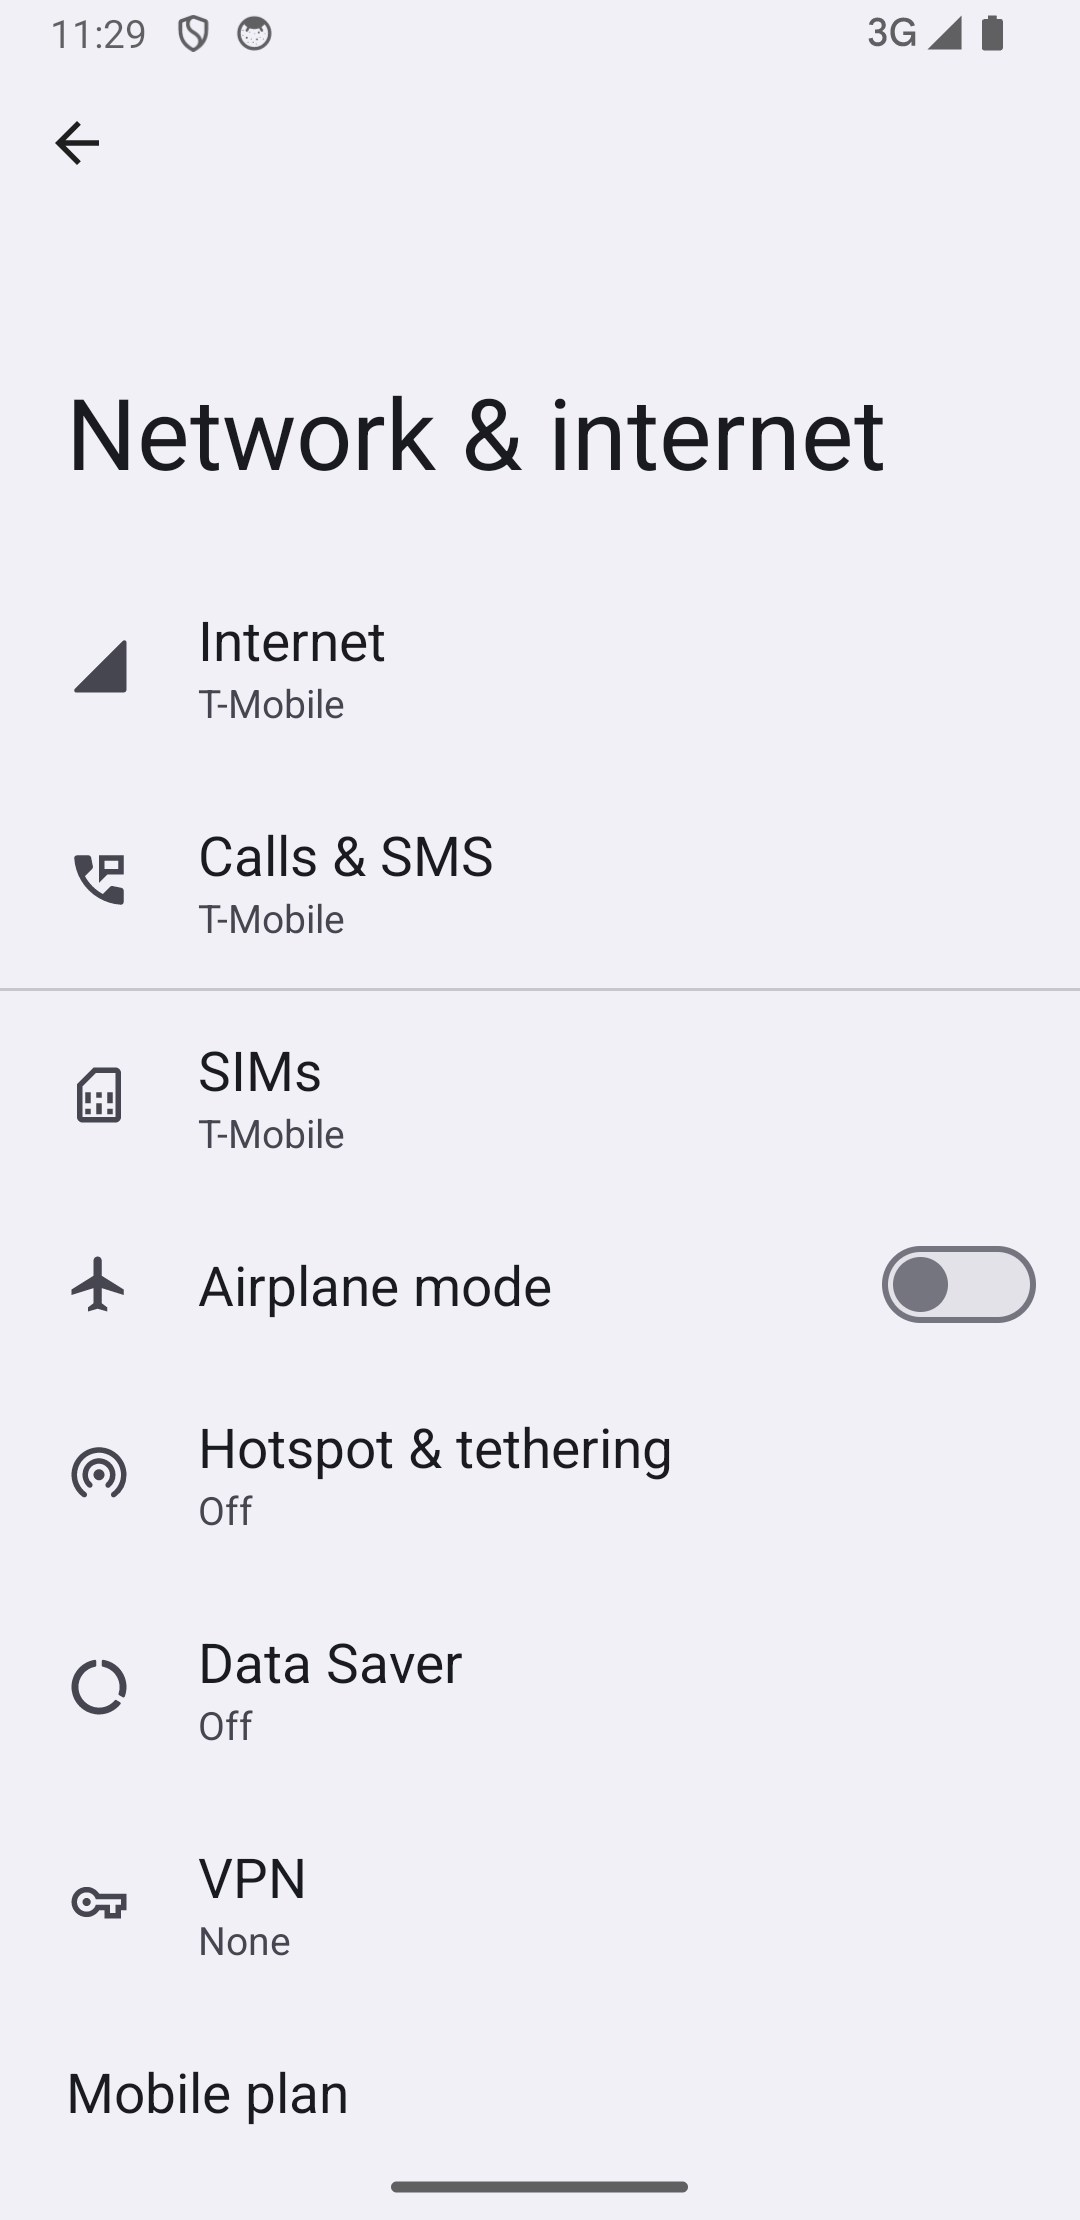 11:29
3G
Network & internet
Internet
T-Mobile
Calls & SMS
T-Mobile
SIMs
T-Mobile
Airplane mode
Hotspot & tethering
Off
Data Saver
Off
VPN
None
Mobile plan